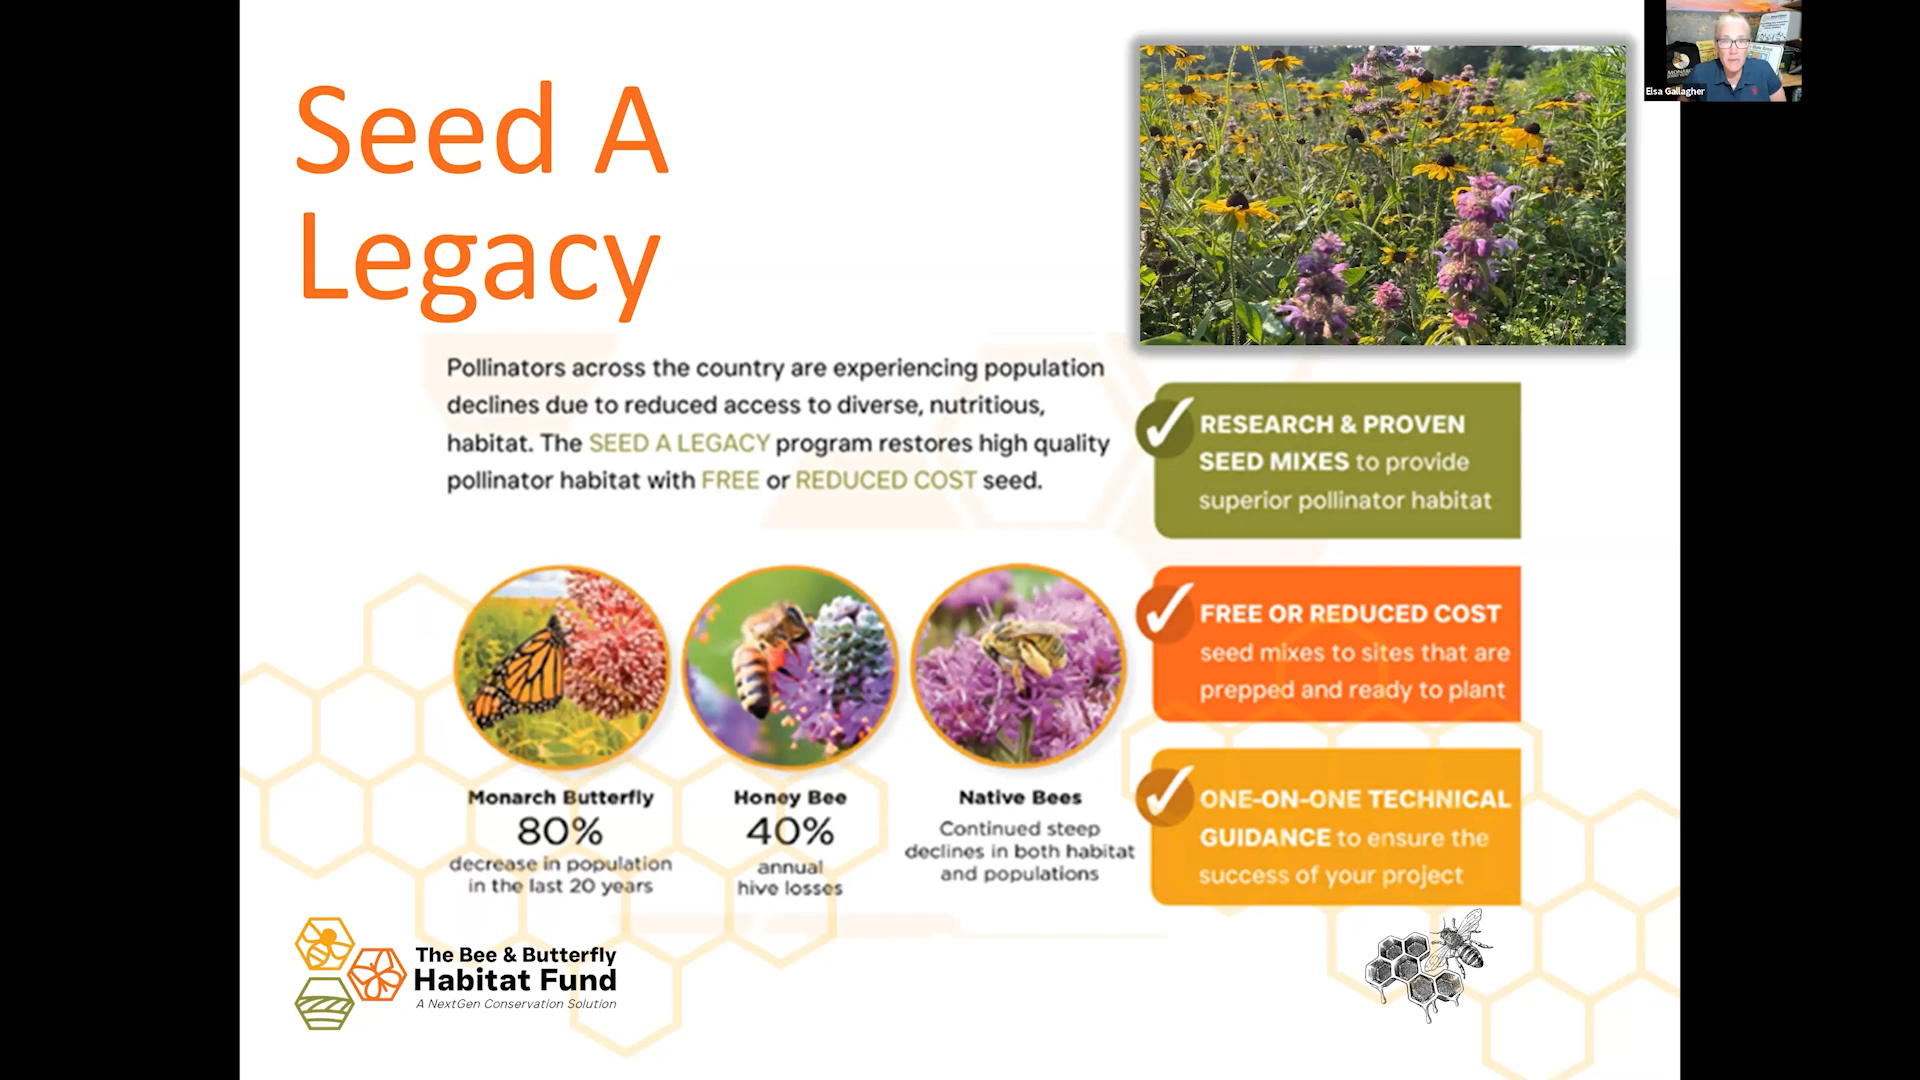 Seed A
Legacy
Elsa Gallagher
Pollinators across the country are experiencing population
declines due to reduced access to diverse, nutritious,
habitat. The SEED A LEGACY program restores high quality
pollinator habitat with FREE or REDUCED COST seed.
RESEARCH & PROVEN
SEED MIXES to provide
superior pollinator habitat
FREE OR REDUCED COST
seed mixes to sites that are
prepped and ready to plant
ONE-ON-ONE TECHNICAL
GUIDANCE to ensure the
success of your project
Monarch Butterfly
80%
decrease in population
in the last 20 years
Honey Bee
40%
annual
hive losses
Native Bees
Continued steep
declines in both habitat
and populations
The Bee & Butterfly
Habitat Fund
A NextGen Conservation Solution